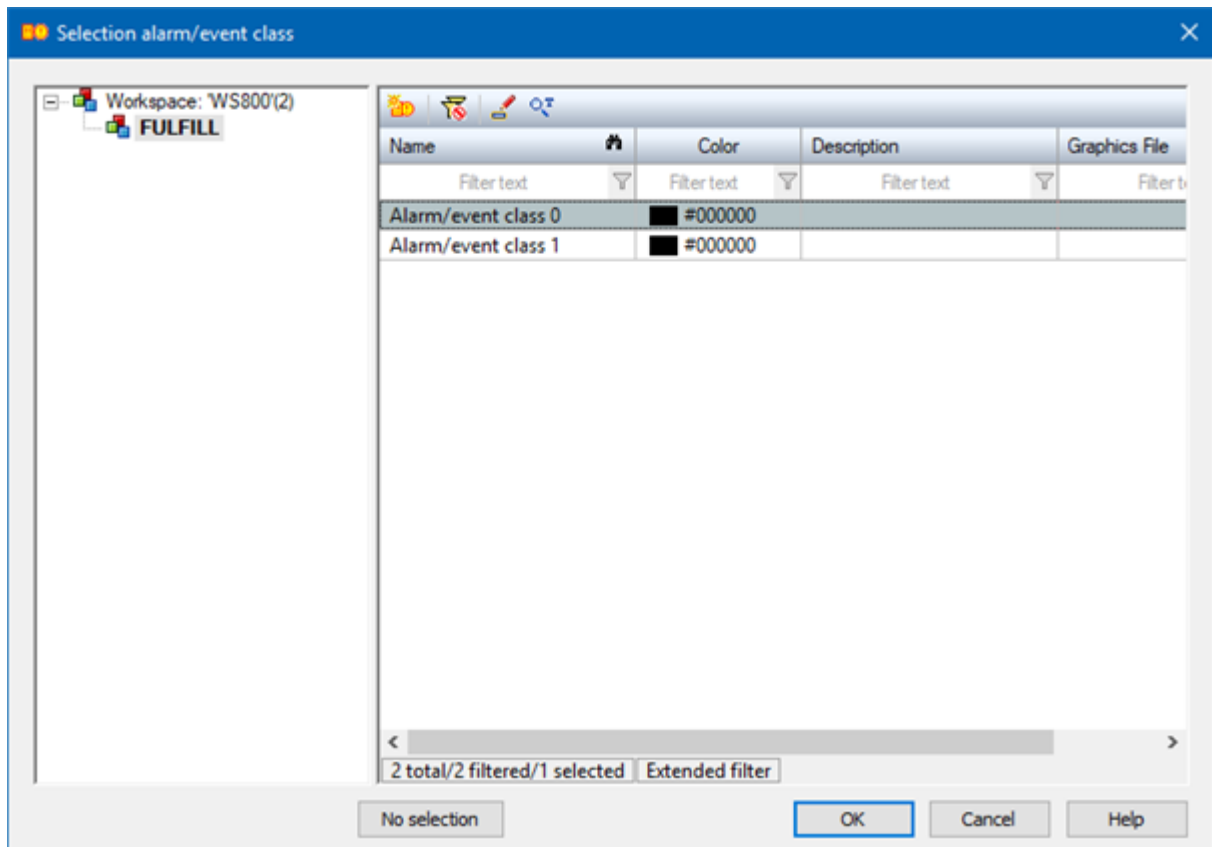 Selection alarm/event class
Workspace: 'WS800'(2)
FULFILL
Name Color Description Graphics File
Filter text Filter text Filter text Filter t
Alarm/event class 0 #000000
Alarm/event class 1 #000000
2 total/2 filtered/1 selected Extended filter
No selection OK Cancel Help